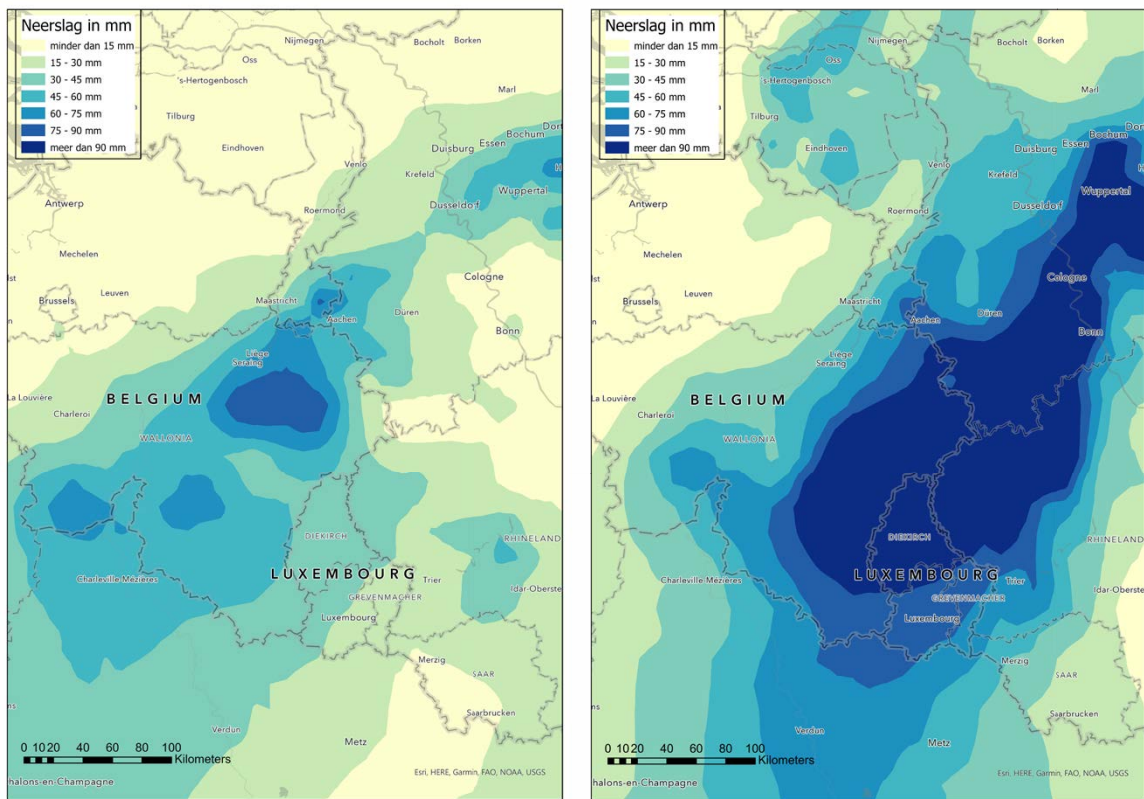 Neerslag in mm
minder dan 15 mm
15 - 30 mm
30 - 45 mm
45 - 60 mm
60 - 75 mm
75 - 90 mm
meer dan 90 mm
Nijmegen
Bocholt
Borken
Oss
's-Hertogenbosch
Marl
Tilburg
Bochum
Essen
Duisburg
Eindhoven
Venlo
Krefeld
Wuppertal
Dusseldorf
Antwerp
Roermond
Mechelen
Cologne
Leuven
Brussels
Maastricht
Aachen
Düren
Bonn
Liège
Seraing
La Louvière
BELGIUM
Charleroi
WALLONIA
DIEKIRCH
RHINELAND
LUXEMBOURG
Charleville-Mézières
Trier
Idar-Oberste
GREVENMACHER
Luxembourg
Merzig
SAAR
Saarbrucken
Verdun
Metz
0 10 20 40 60 80 100
Kilometers
Esri, HERE, Garmin, FAO, NOAA, USGS
halons-en-Champagne
Neerslag in mm
minder dan 15 mm
15 - 30 mm
30 - 45 mm
45 - 60 mm
60 - 75 mm
75 - 90 mm
meer dan 90 mm
Nijmegen
Bocholt
Borken
Oss
's-Hertogenbosch
Marl
Tilburg
Bochum
Essen
Duisburg
Eindhoven
Venlo
Krefeld
Wuppertal
Dusseldorf
Antwerp
Roermond
Mechelen
Cologne
Leuven
Brussels
Maastricht
Aachen
Düren
Bonn
Liège
Seraing
La Louvière
BELGIUM
Charleroi
WALLONIA
DIEKIRCH
RHINELAND
LUXEMBOURG
Charleville-Mézières
Trier
Idar-Oberste
GREVENMACHER
Luxembourg
Merzig
SAAR
Saarbrucken
Verdun
Metz
0 10 20 40 60 80 100
Kilometers
Esri, HERE, Garmin, FAO, NOAA, USGS
halons-en-Champagne